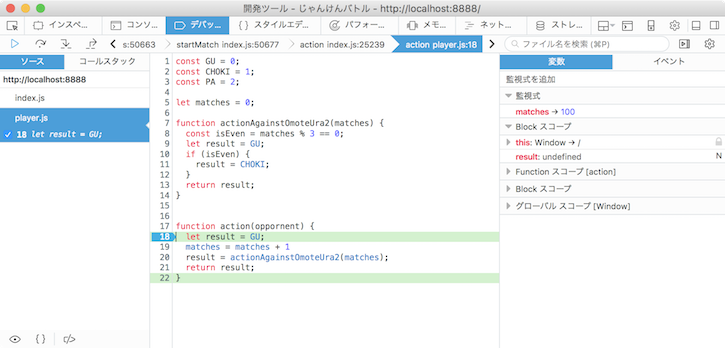 開発ツール - じゃんけんバトル - http://localhost:8888/
インスペ…
コンソ…
デバッ…
スタイルエデ…
パフォー…
メモ…
ネット…
ストレ…
s:50663
startMatch index.js:50677
action index.js:25239
action player.js:18
ファイル名を検索 (⌘P)
ソース
コールスタック
http://localhost:8888
index.js
player.js
18 let result = GU;
1 const GU = 0;
2 const CHOKI = 1;
3 const PA = 2;
4
5 let matches = 0;
6
7 function actionAgainstOmoteUra2(matches) {
8 const isEven = matches % 3 == 0;
9 let result = GU;
10 if (isEven) {
11 result = CHOKI;
12 }
13 return result;
14 }
15
16
17 function action(oppornent) {
18 let result = GU;
19 matches = matches + 1
20 result = actionAgainstOmoteUra2(matches);
21 return result;
22 }
変数
イベント
監視式を追加
監視式
matches → 100
Block スコープ
this: Window → /
result: undefined
N
Function スコープ [action]
Block スコープ
グローバル スコープ [Window]